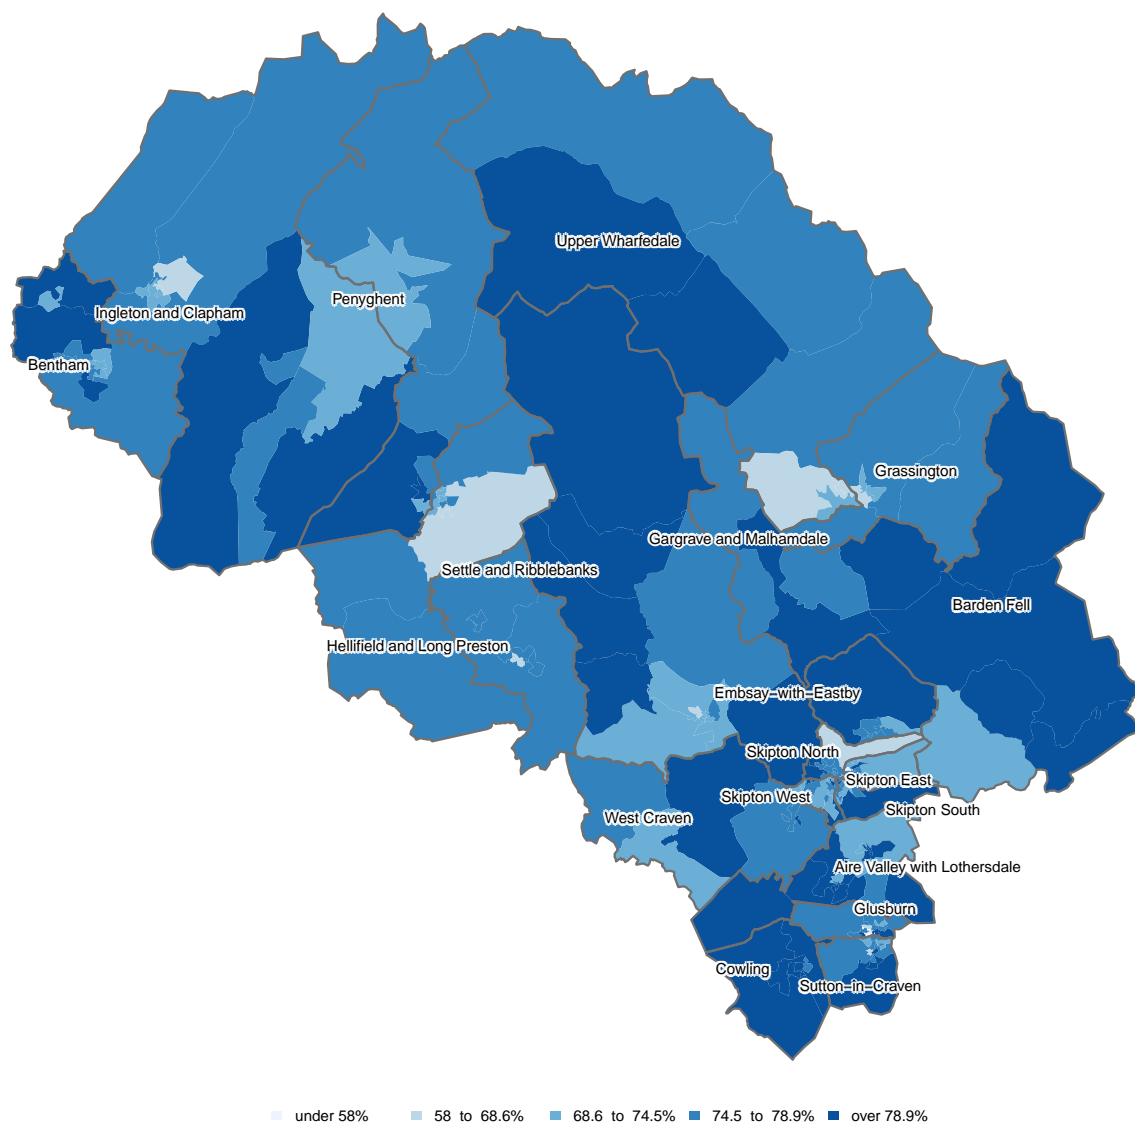 Upper Wharfedale
Penyghent
Ingleton and Clapham
Bentham
Grassington
Gargrave and Malhamdale
Settle and Ribblebanks
Barden Fell
Hellifield and Long Preston
Embsay–with–Eastby
Skipton North
Skipton East
Skipton West
Skipton South
West Craven
Aire Valley with Lothersdale
Glusburn
Cowling
Sutton–in–Craven
under 58% 58 to 68.6% 68.6 to 74.5% 74.5 to 78.9% over 78.9%